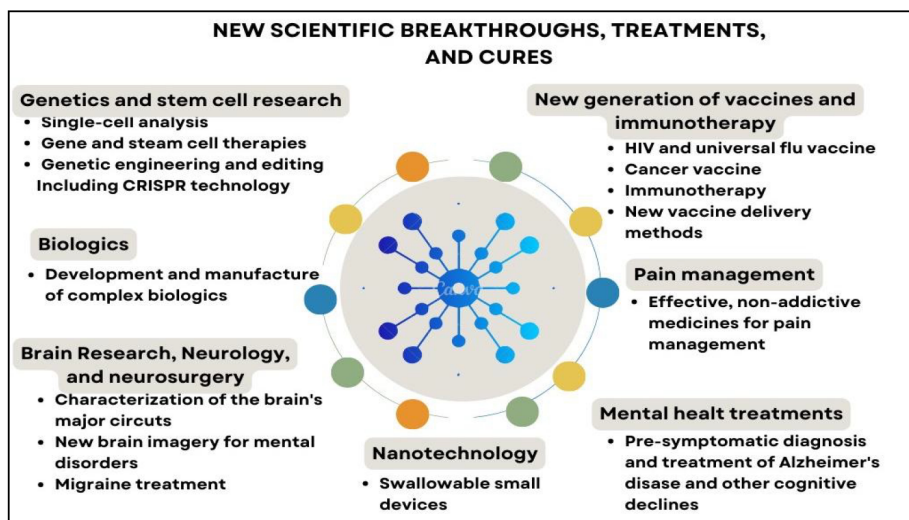 NEW SCIENTIFIC BREAKTHROUGHS, TREATMENTS,
AND CURES
Genetics and stem cell research
• Single-cell analysis
• Gene and steam cell therapies
• Genetic engineering and editing
Including CRISPR technology
Biologics
• Development and manufacture
of complex biologics
Brain Research, Neurology,
and neurosurgery
• Characterization of the brain's
major circuts
• New brain imagery for mental
disorders
• Migraine treatment
Canva
Nanotechnology
• Swallowable small
devices
New generation of vaccines and
immunotherapy
• HIV and universal flu vaccine
• Cancer vaccine
• Immunotherapy
• New vaccine delivery
methods
Pain management
• Effective, non-addictive
medicines for pain
management
Mental healt treatments
• Pre-symptomatic diagnosis
and treatment of Alzheimer's
disase and other cognitive
declines